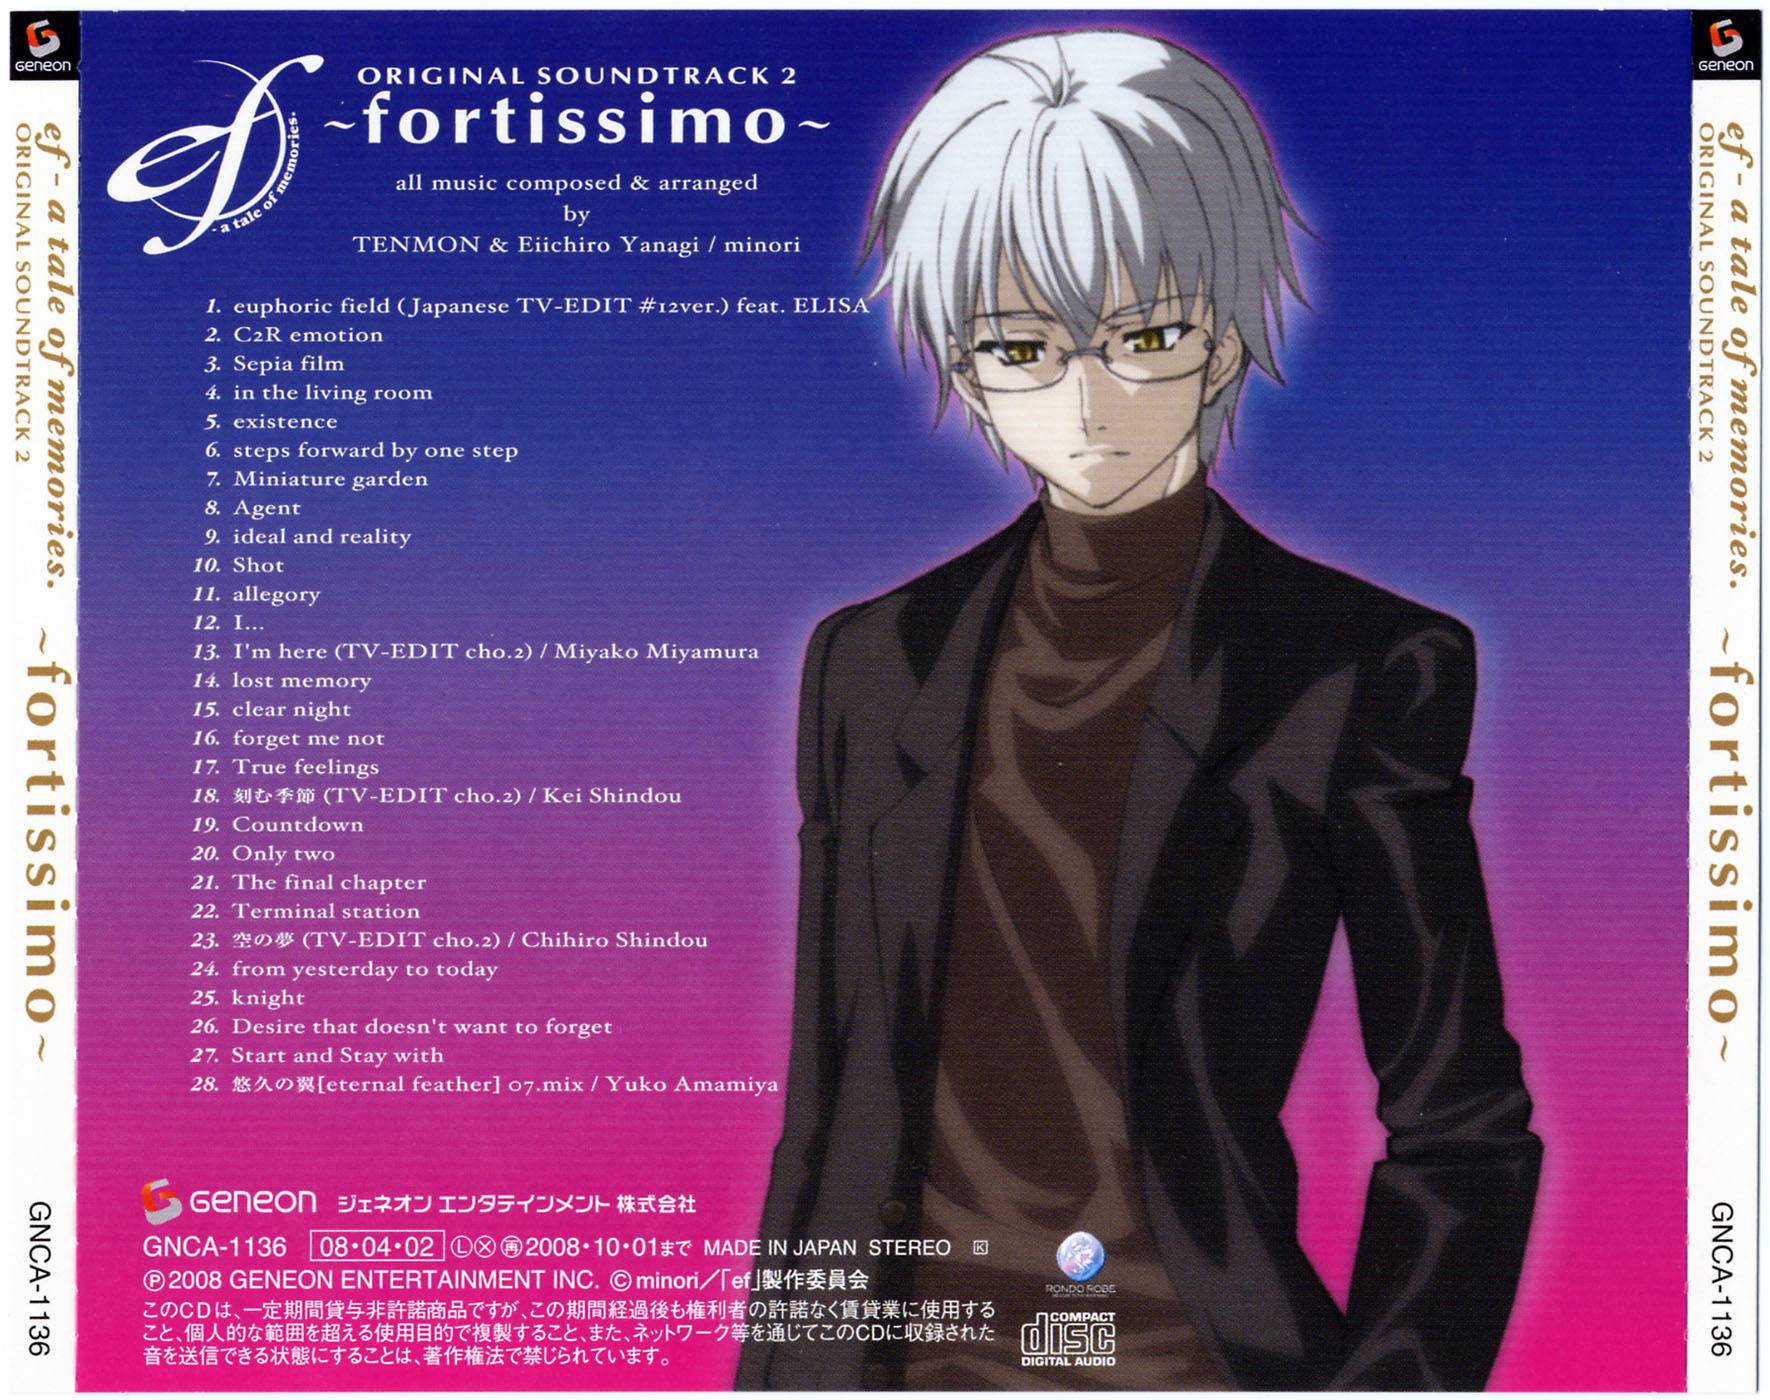 GENEON
ef - a tale of memories.
ORIGINAL SOUNDTRACK 2
~fortissimo~
GNCA-1136
ef
- a tale of memories.
ORIGINAL SOUNDTRACK 2
~fortissimo~
all music composed & arranged
by
TENMON & Eiichiro Yanagi / minori
1. euphoric field (Japanese TV-EDIT #12ver.) feat. ELISA
2. C2R emotion
3. Sepia film
4. in the living room
5. existence
6. steps forward by one step
7. Miniature garden
8. Agent
9. ideal and reality
10. Shot
11. allegory
12. I...
13. I'm here (TV-EDIT cho.2) / Miyako Miyamura
14. lost memory
15. clear night
16. forget me not
17. True feelings
18. 刻む季節 (TV-EDIT cho.2) / Kei Shindou
19. Countdown
20. Only two
21. The final chapter
22. Terminal station
23. 空の夢 (TV-EDIT cho.2) / Chihiro Shindou
24. from yesterday to today
25. knight
26. Desire that doesn't want to forget
27. Start and Stay with
28. 悠久の翼[eternal feather] 07.mix / Yuko Amamiya
GENEON ジェネオン エンタテインメント 株式会社
GNCA-1136 08・04・02 Ⓛ Ⓧ ㊢2008・10・01まで MADE IN JAPAN STEREO K
Ⓟ2008 GENEON ENTERTAINMENT INC. ©minori／「ef」製作委員会
このCDは、一定期間貸与非許諾商品ですが、この期間経過後も権利者の許諾なく賃貸業に使用する
こと、個人的な範囲を超える使用目的で複製すること、また、ネットワーク等を通じてこのCDに収録された
音を送信できる状態にすることは、著作権法で禁じられています。
RONDO ROBE
COMPACT
disc
DIGITAL AUDIO
GENEON
ef - a tale of memories.
ORIGINAL SOUNDTRACK 2
~fortissimo~
GNCA-1136